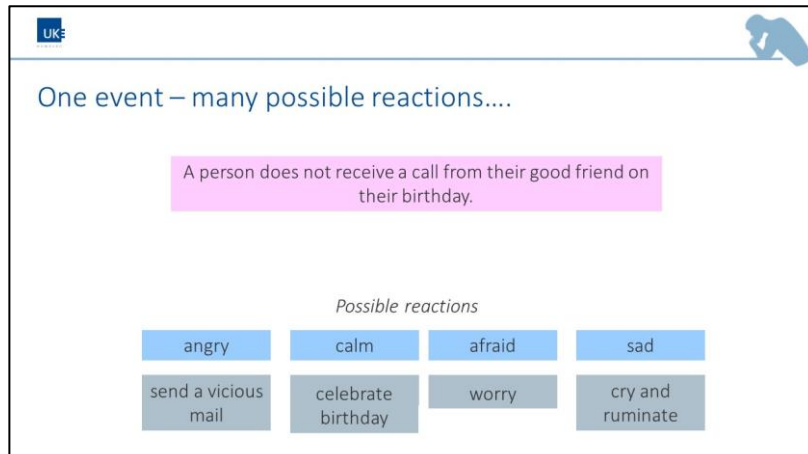 UKE
HAMBURG
One event – many possible reactions....
A person does not receive a call from their good friend on
their birthday.
Possible reactions
angry calm afraid sad
send a vicious
mail
celebrate
birthday
worry
cry and
ruminate